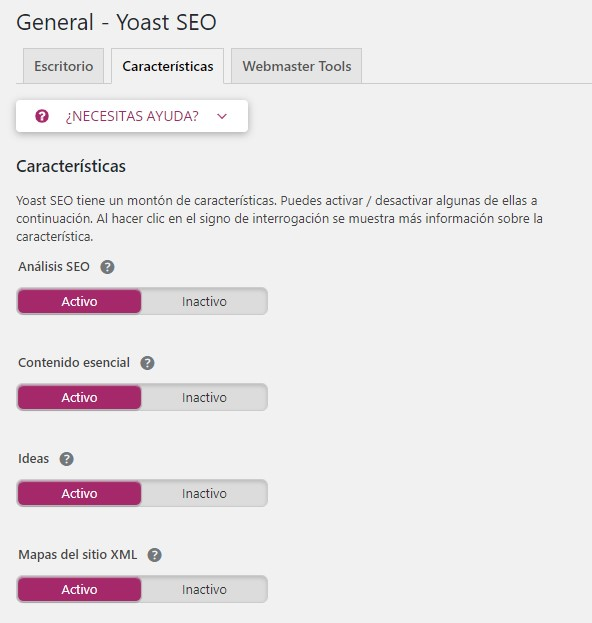 General - Yoast SEO
Escritorio Características Webmaster Tools
? ¿NECESITAS AYUDA?
Características
Yoast SEO tiene un montón de características. Puedes activar / desactivar algunas de ellas a
continuación. Al hacer clic en el signo de interrogación se muestra más información sobre la
característica.
Análisis SEO ?
Activo Inactivo
Contenido esencial ?
Activo Inactivo
Ideas ?
Activo Inactivo
Mapas del sitio XML ?
Activo Inactivo